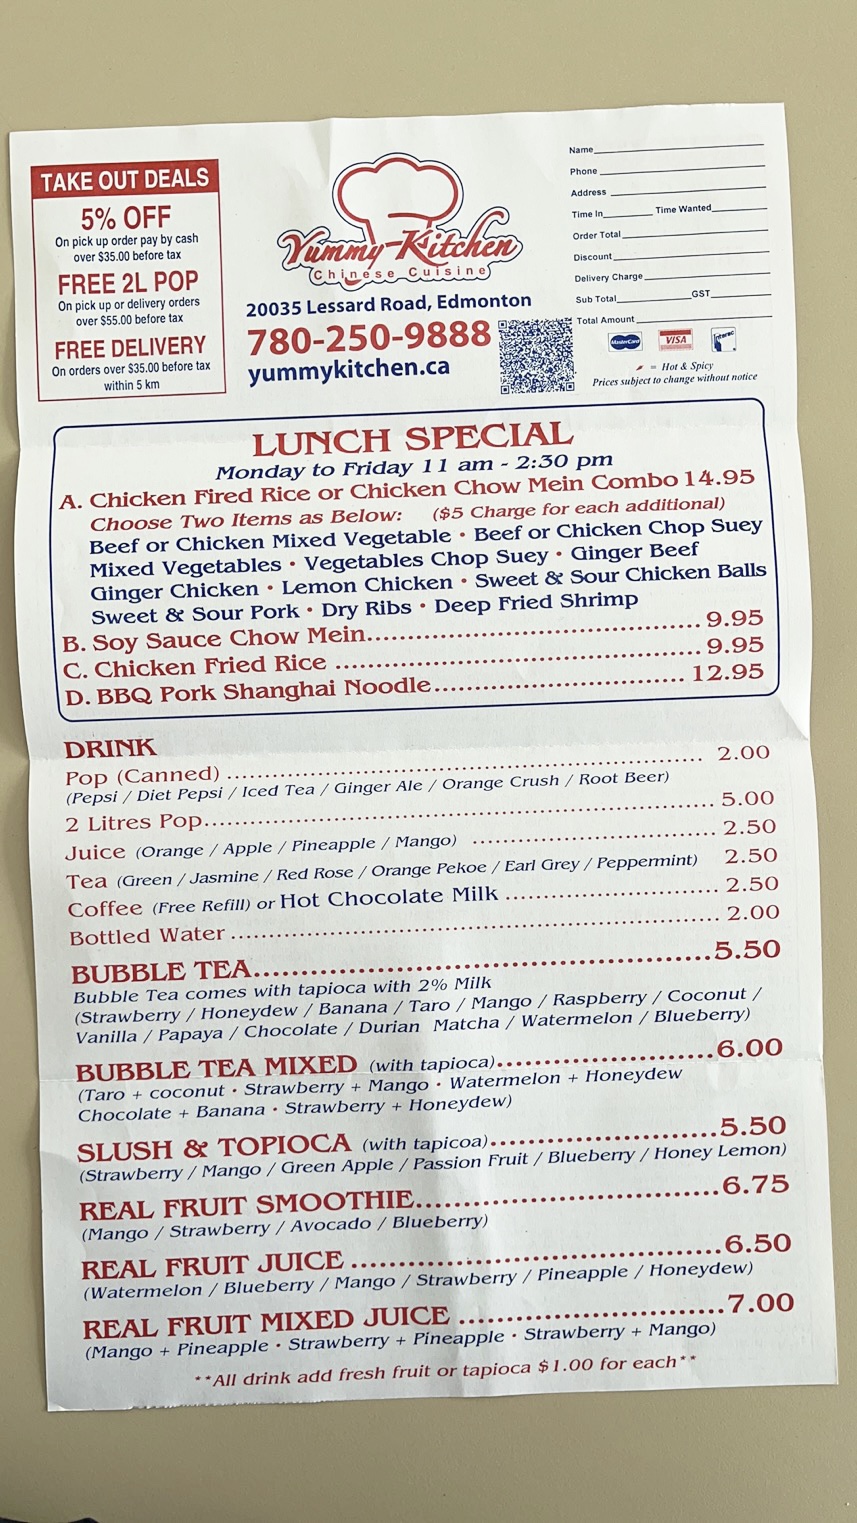 TAKE OUT DEALS
5% OFF
On pick up order pay by cash
over $35.00 before tax
FREE 2L POP
On pick up or delivery orders
over $55.00 before tax
FREE DELIVERY
On orders over $35.00 before tax
within 5 km
Yummy Kitchen
Chinese Cuisine
20035 Lessard Road, Edmonton
780-250-9888
yummykitchen.ca
Name
Phone
Address
Time In Time Wanted
Order Total
Discount
Delivery Charge
Sub Total GST
Total Amount
MasterCard VISA Interac
= Hot & Spicy
Prices subject to change without notice
LUNCH SPECIAL
Monday to Friday 11 am - 2:30 pm
A. Chicken Fired Rice or Chicken Chow Mein Combo 14.95
Choose Two Items as Below: ($5 Charge for each additional)
Beef or Chicken Mixed Vegetable • Beef or Chicken Chop Suey
Mixed Vegetables • Vegetables Chop Suey • Ginger Beef
Ginger Chicken • Lemon Chicken • Sweet & Sour Chicken Balls
Sweet & Sour Pork • Dry Ribs • Deep Fried Shrimp
B. Soy Sauce Chow Mein 9.95
C. Chicken Fried Rice 9.95
D. BBQ Pork Shanghai Noodle 12.95
DRINK
Pop (Canned) 2.00
(Pepsi / Diet Pepsi / Iced Tea / Ginger Ale / Orange Crush / Root Beer)
2 Litres Pop 5.00
Juice (Orange / Apple / Pineapple / Mango) 2.50
Tea (Green / Jasmine / Red Rose / Orange Pekoe / Earl Grey / Peppermint) 2.50
Coffee (Free Refill) or Hot Chocolate Milk 2.50
Bottled Water 2.00
BUBBLE TEA 5.50
Bubble Tea comes with tapioca with 2% Milk
(Strawberry / Honeydew / Banana / Taro / Mango / Raspberry / Coconut /
Vanilla / Papaya / Chocolate / Durian Matcha / Watermelon / Blueberry)
BUBBLE TEA MIXED (with tapioca) 6.00
(Taro + coconut • Strawberry + Mango • Watermelon + Honeydew
Chocolate + Banana • Strawberry + Honeydew)
SLUSH & TOPIOCA (with tapicoa) 5.50
(Strawberry / Mango / Green Apple / Passion Fruit / Blueberry / Honey Lemon)
REAL FRUIT SMOOTHIE 6.75
(Mango / Strawberry / Avocado / Blueberry)
REAL FRUIT JUICE 6.50
(Watermelon / Blueberry / Mango / Strawberry / Pineapple / Honeydew)
REAL FRUIT MIXED JUICE 7.00
(Mango + Pineapple • Strawberry + Pineapple • Strawberry + Mango)
**All drink add fresh fruit or tapioca $1.00 for each**